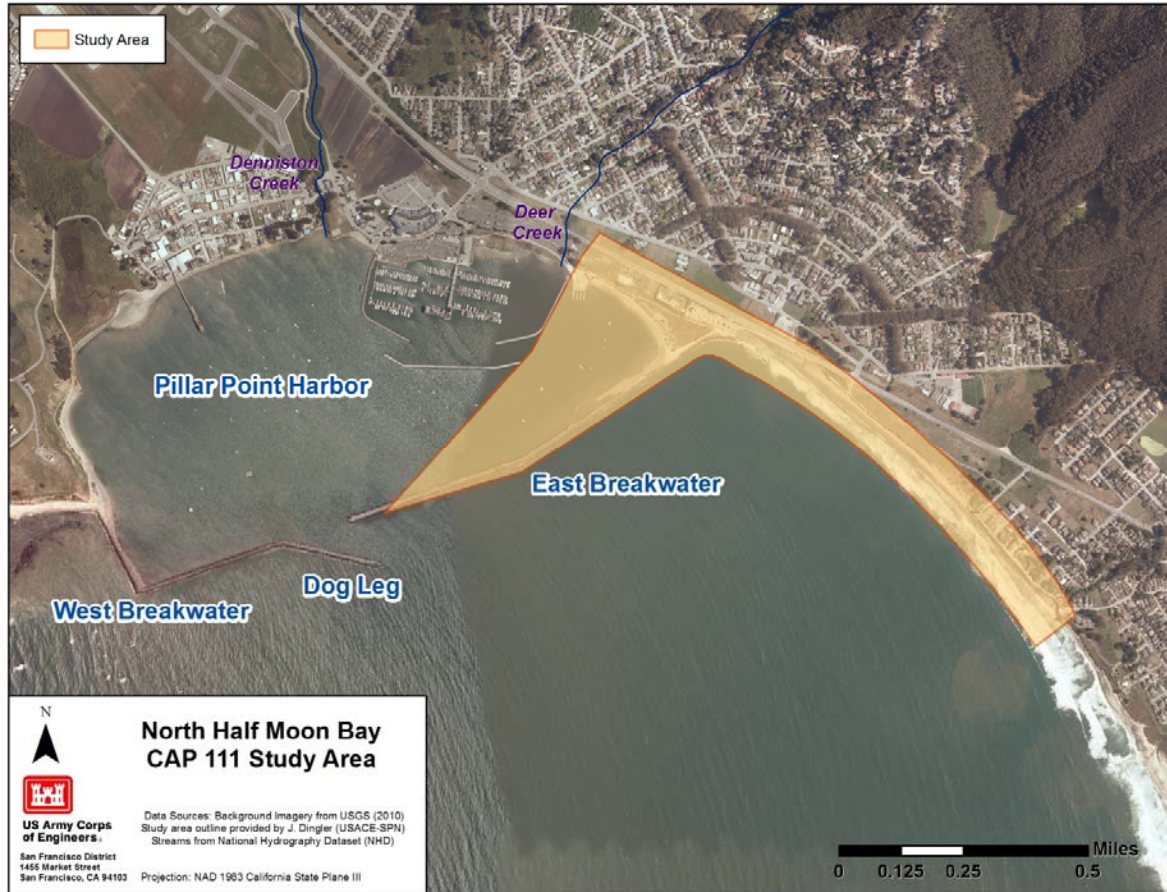 Study Area
Denniston
Creek
Deer
Creek
Pillar Point Harbor
East Breakwater
Dog Leg
West Breakwater
N
North Half Moon Bay
CAP 111 Study Area
US Army Corps
of Engineers®
San Francisco District
1455 Market Street
San Francisco, CA 94103
Data Sources: Background Imagery from USGS (2010)
Study area outline provided by J. Dingler (USACE-SPN)
Streams from National Hydrography Dataset (NHD)
Projection: NAD 1983 California State Plane III
Miles
0 0.125 0.25 0.5